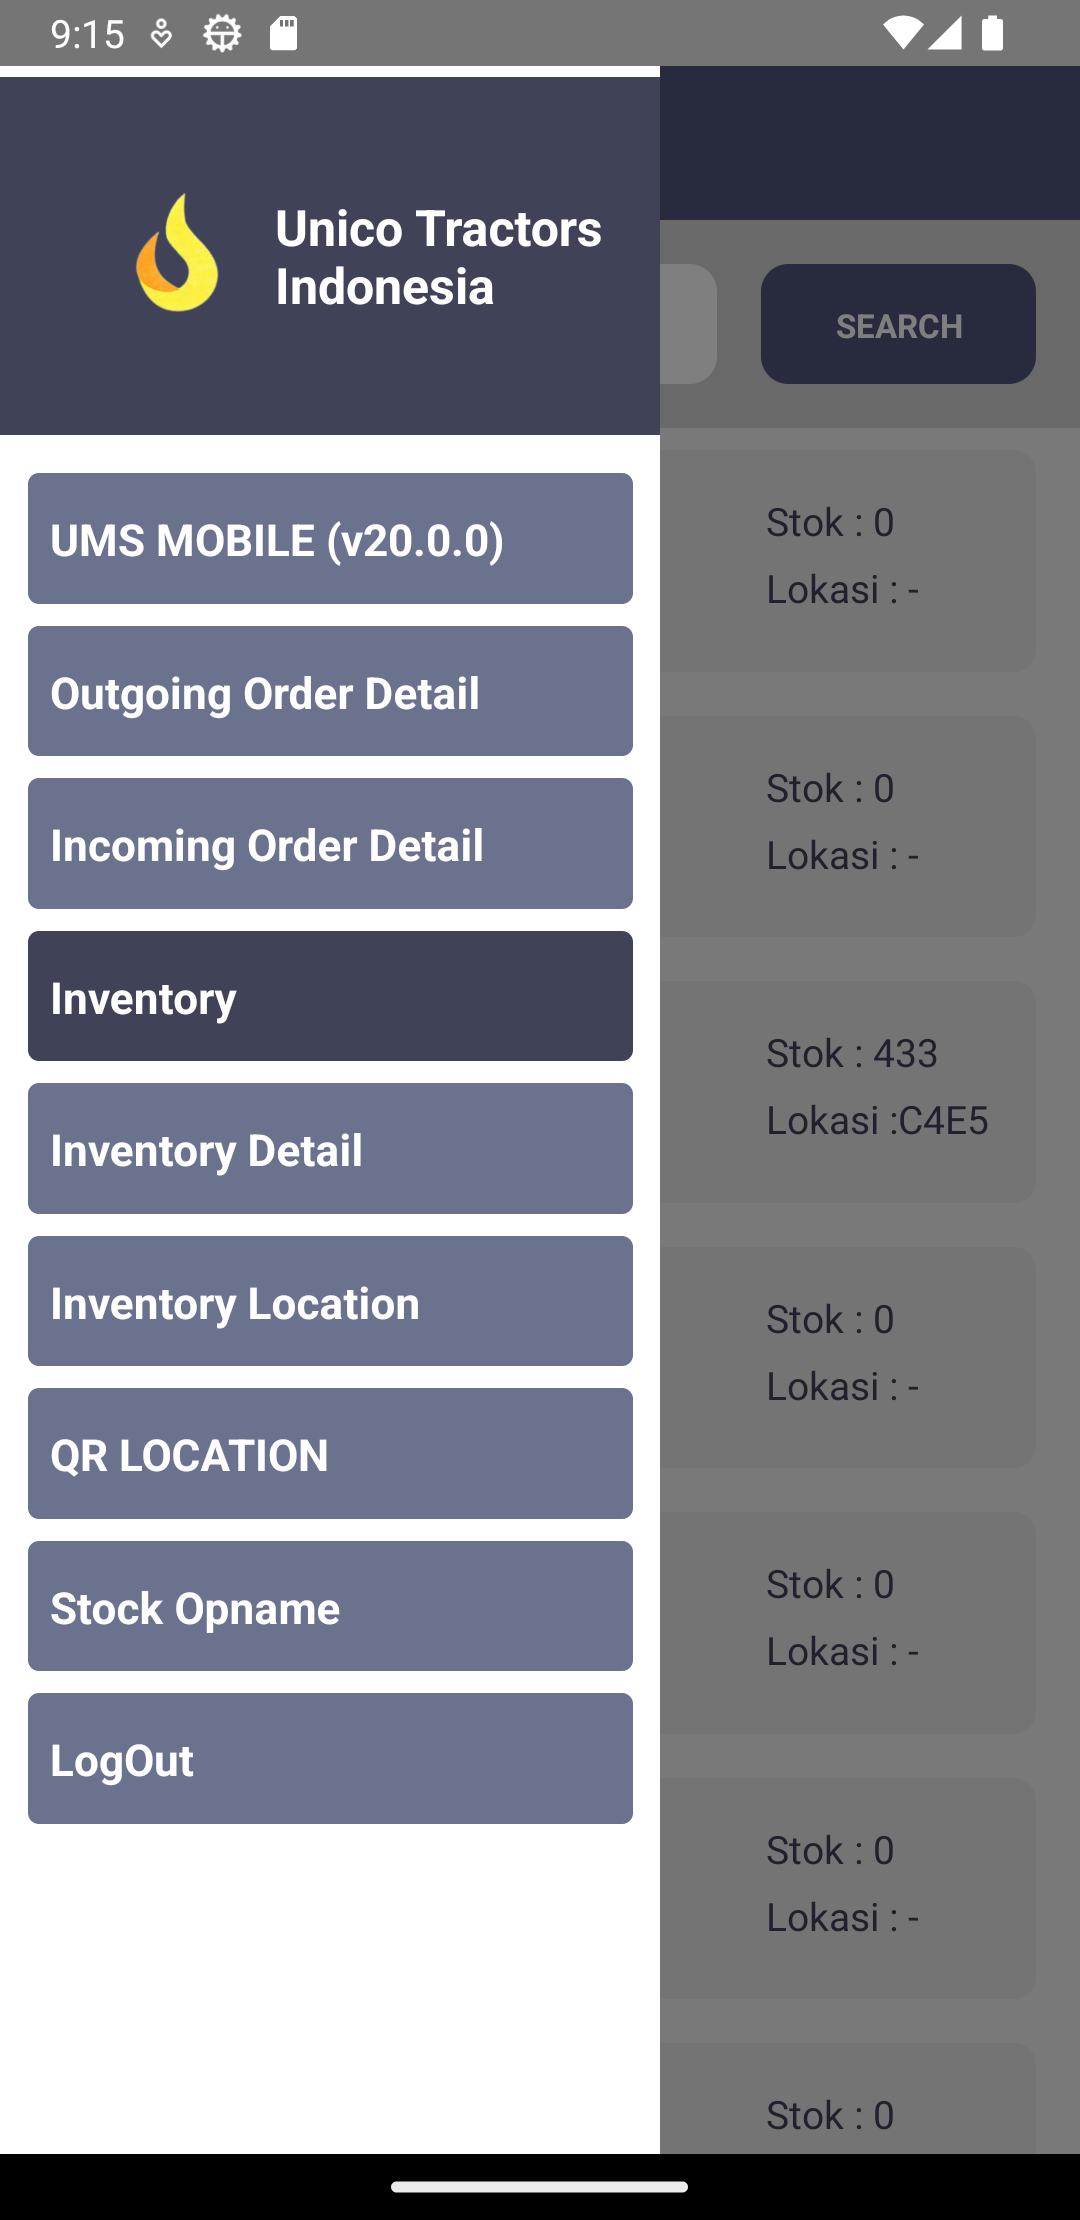 9:15
Unico Tractors
Indonesia
SEARCH
UMS MOBILE (v20.0.0)
Outgoing Order Detail
Incoming Order Detail
Inventory
Inventory Detail
Inventory Location
QR LOCATION
Stock Opname
LogOut
Stok : 0
Lokasi : -
Stok : 0
Lokasi : -
Stok : 433
Lokasi :C4E5
Stok : 0
Lokasi : -
Stok : 0
Lokasi : -
Stok : 0
Lokasi : -
Stok : 0